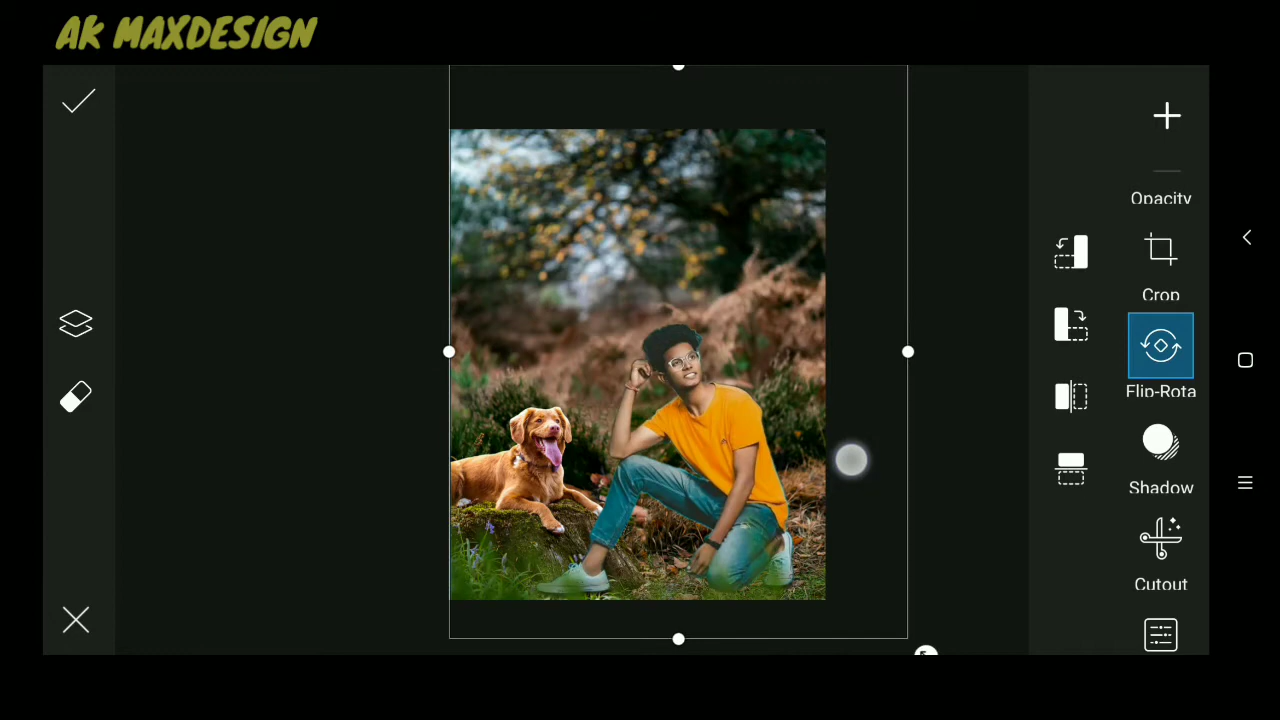 AK MAXDESIGN
Opacity
Crop
Flip-Rota
Shadow
Cutout